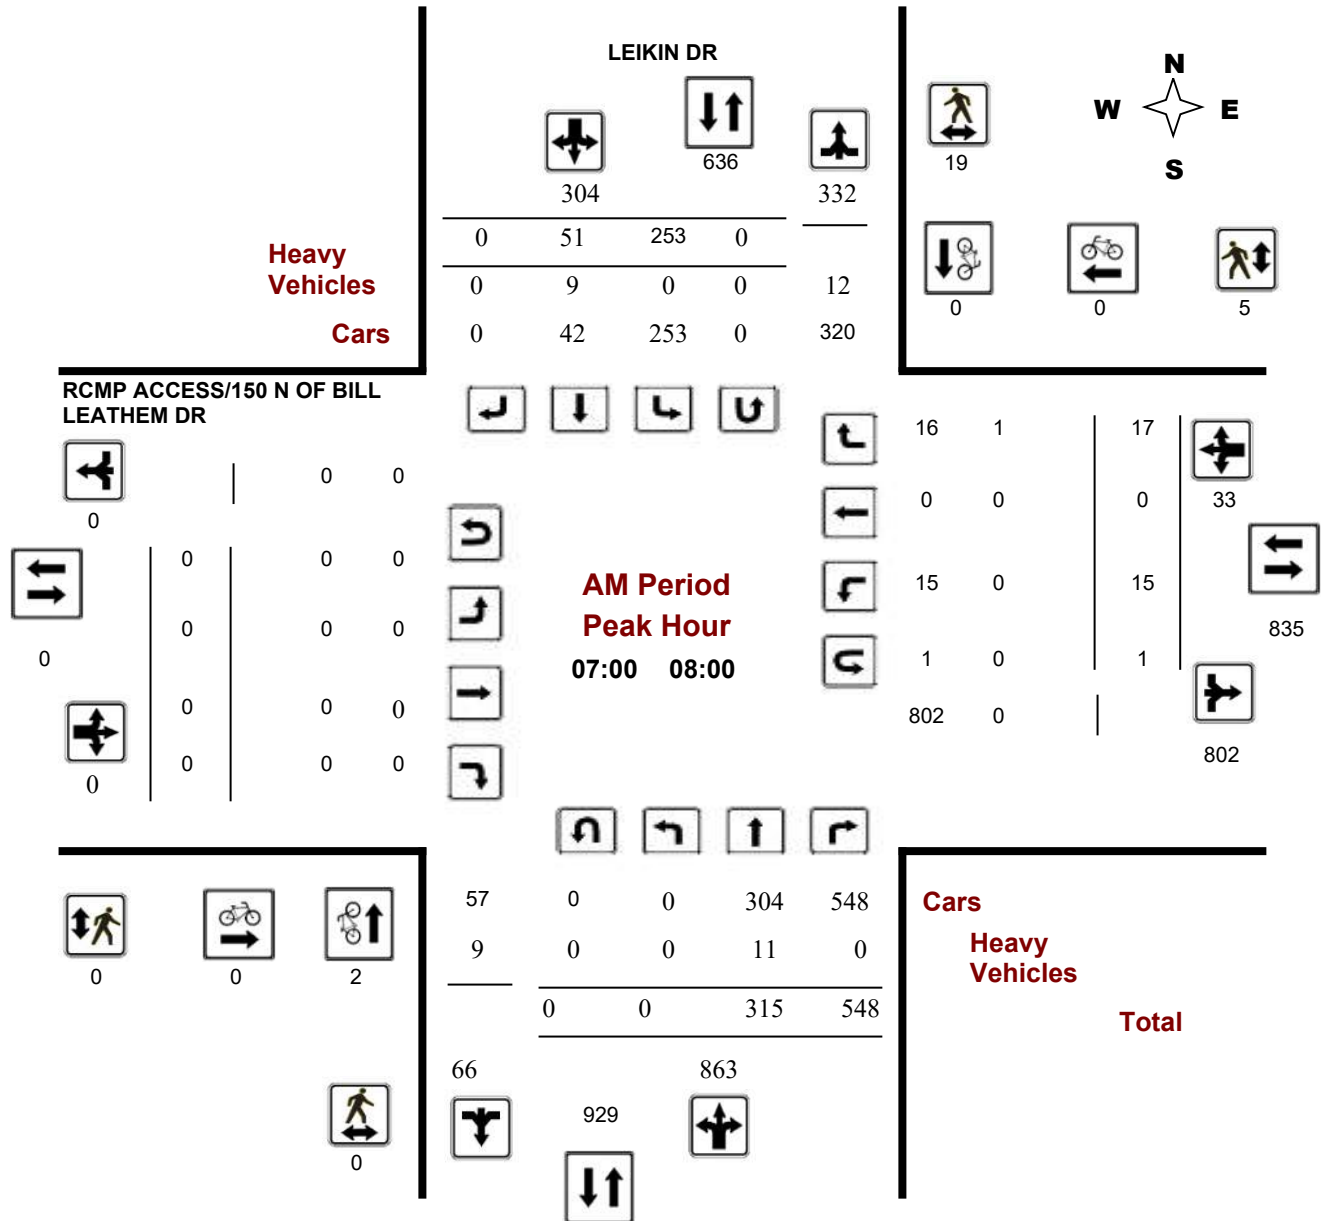 LEIKIN DR
N
W E
S
636
19
304 332
0 51 253 0
Heavy
Vehicles
0 9 0 0 12
Cars
0 42 253 0 320
0 0 5
RCMP ACCESS/150 N OF BILL
LEATHEM DR
16 1 17
0 0
0
0 0 0
33
0 0 0
AM Period
15 0 15
Peak Hour
835
0 0 0
0
07:00 08:00
1 0 1
0 0 0
802 0
802
0 0 0
0
57 0 0 304 548
Cars
9 0 0 11 0
Heavy
Vehicles
0 0 2
0 0 315 548
Total
66 863
929
0